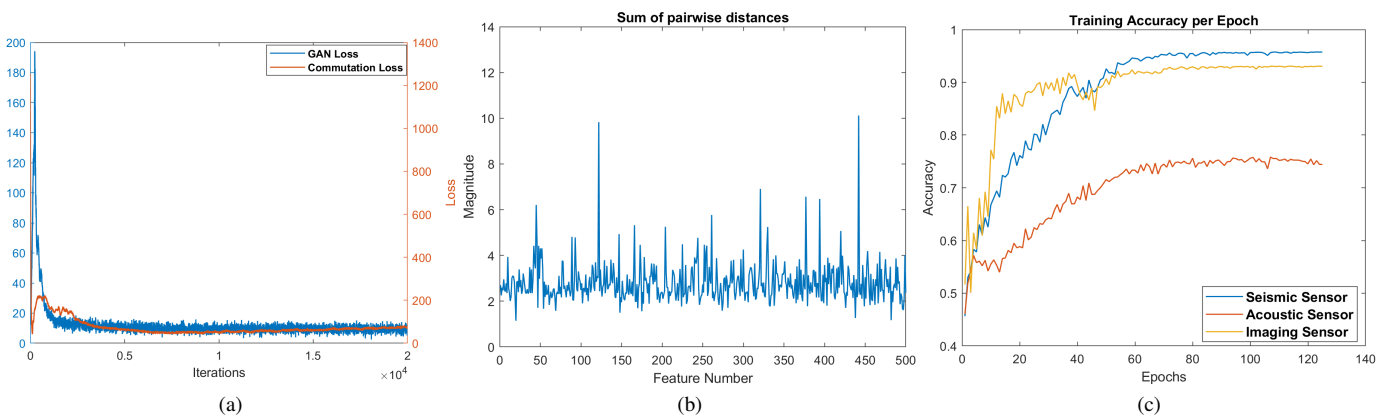 200
180
160
140
120
100
80
60
40
20
0
1400
1200
1000
800
600
400
200
0
Loss
GAN Loss
Commutation Loss
0 0.5 1 1.5 2
Iterations ×10⁴
(a)
Sum of pairwise distances
14
12
10
8
6
4
2
0
Magnitude
0 50 100 150 200 250 300 350 400 450 500
Feature Number
(b)
Training Accuracy per Epoch
1
0.9
0.8
0.7
0.6
0.5
0.4
Accuracy
Seismic Sensor
Acoustic Sensor
Imaging Sensor
0 20 40 60 80 100 120 140
Epochs
(c)